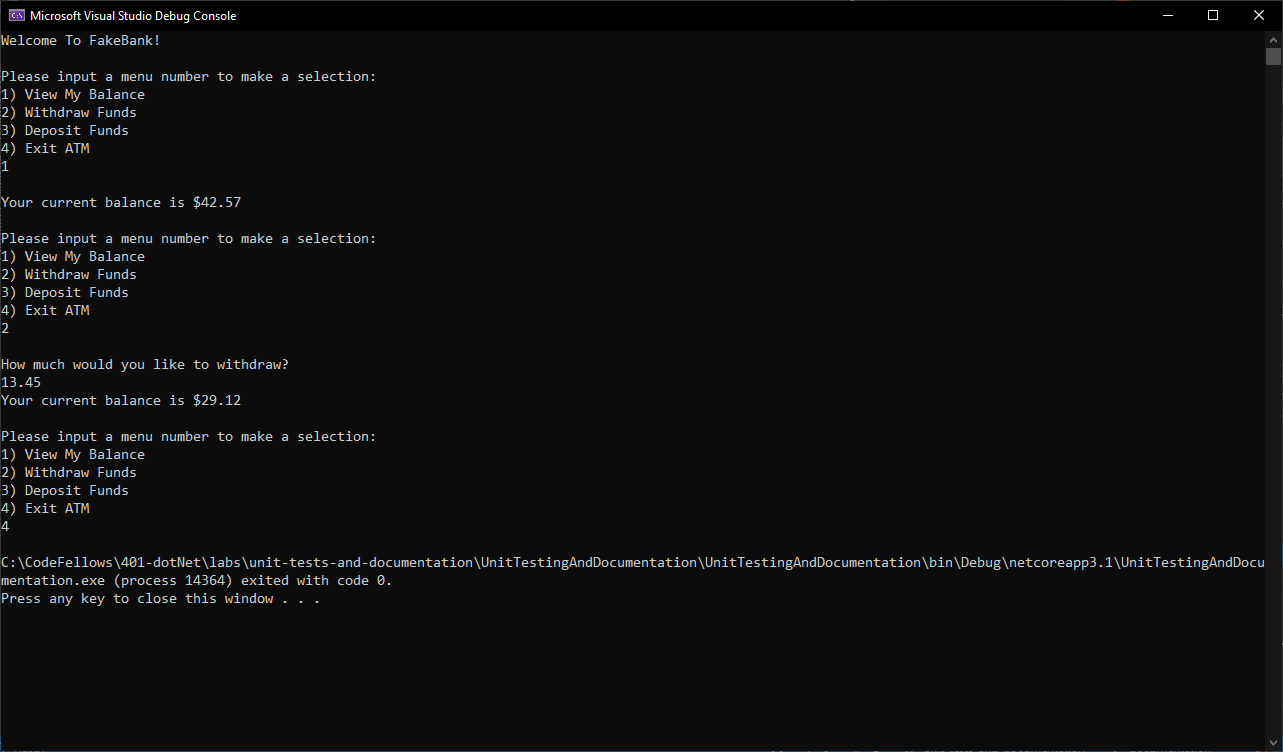 Microsoft Visual Studio Debug Console
Welcome To FakeBank!
Please input a menu number to make a selection:
1) View My Balance
2) Withdraw Funds
3) Deposit Funds
4) Exit ATM
1
Your current balance is $42.57
Please input a menu number to make a selection:
1) View My Balance
2) Withdraw Funds
3) Deposit Funds
4) Exit ATM
2
How much would you like to withdraw?
13.45
Your current balance is $29.12
Please input a menu number to make a selection:
1) View My Balance
2) Withdraw Funds
3) Deposit Funds
4) Exit ATM
4
C:\CodeFellows\401-dotNet\labs\unit-tests-and-documentation\UnitTestingAndDocumentation\UnitTestingAndDocumentation\bin\Debug\netcoreapp3.1\UnitTestingAndDocu
mentation.exe (process 14364) exited with code 0.
Press any key to close this window . . .